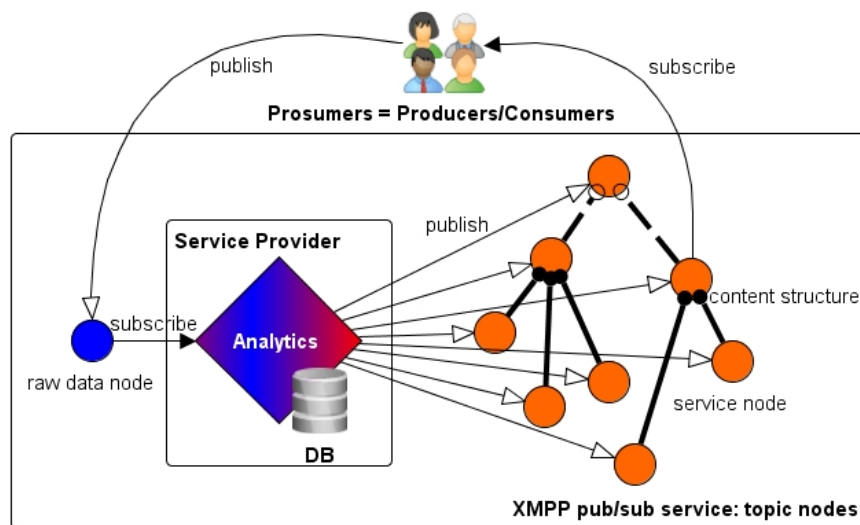 publish
subscribe
Prosumers = Producers/Consumers
Service Provider
publish
subscribe
Analytics
content structure
raw data node
service node
DB
XMPP pub/sub service: topic nodes